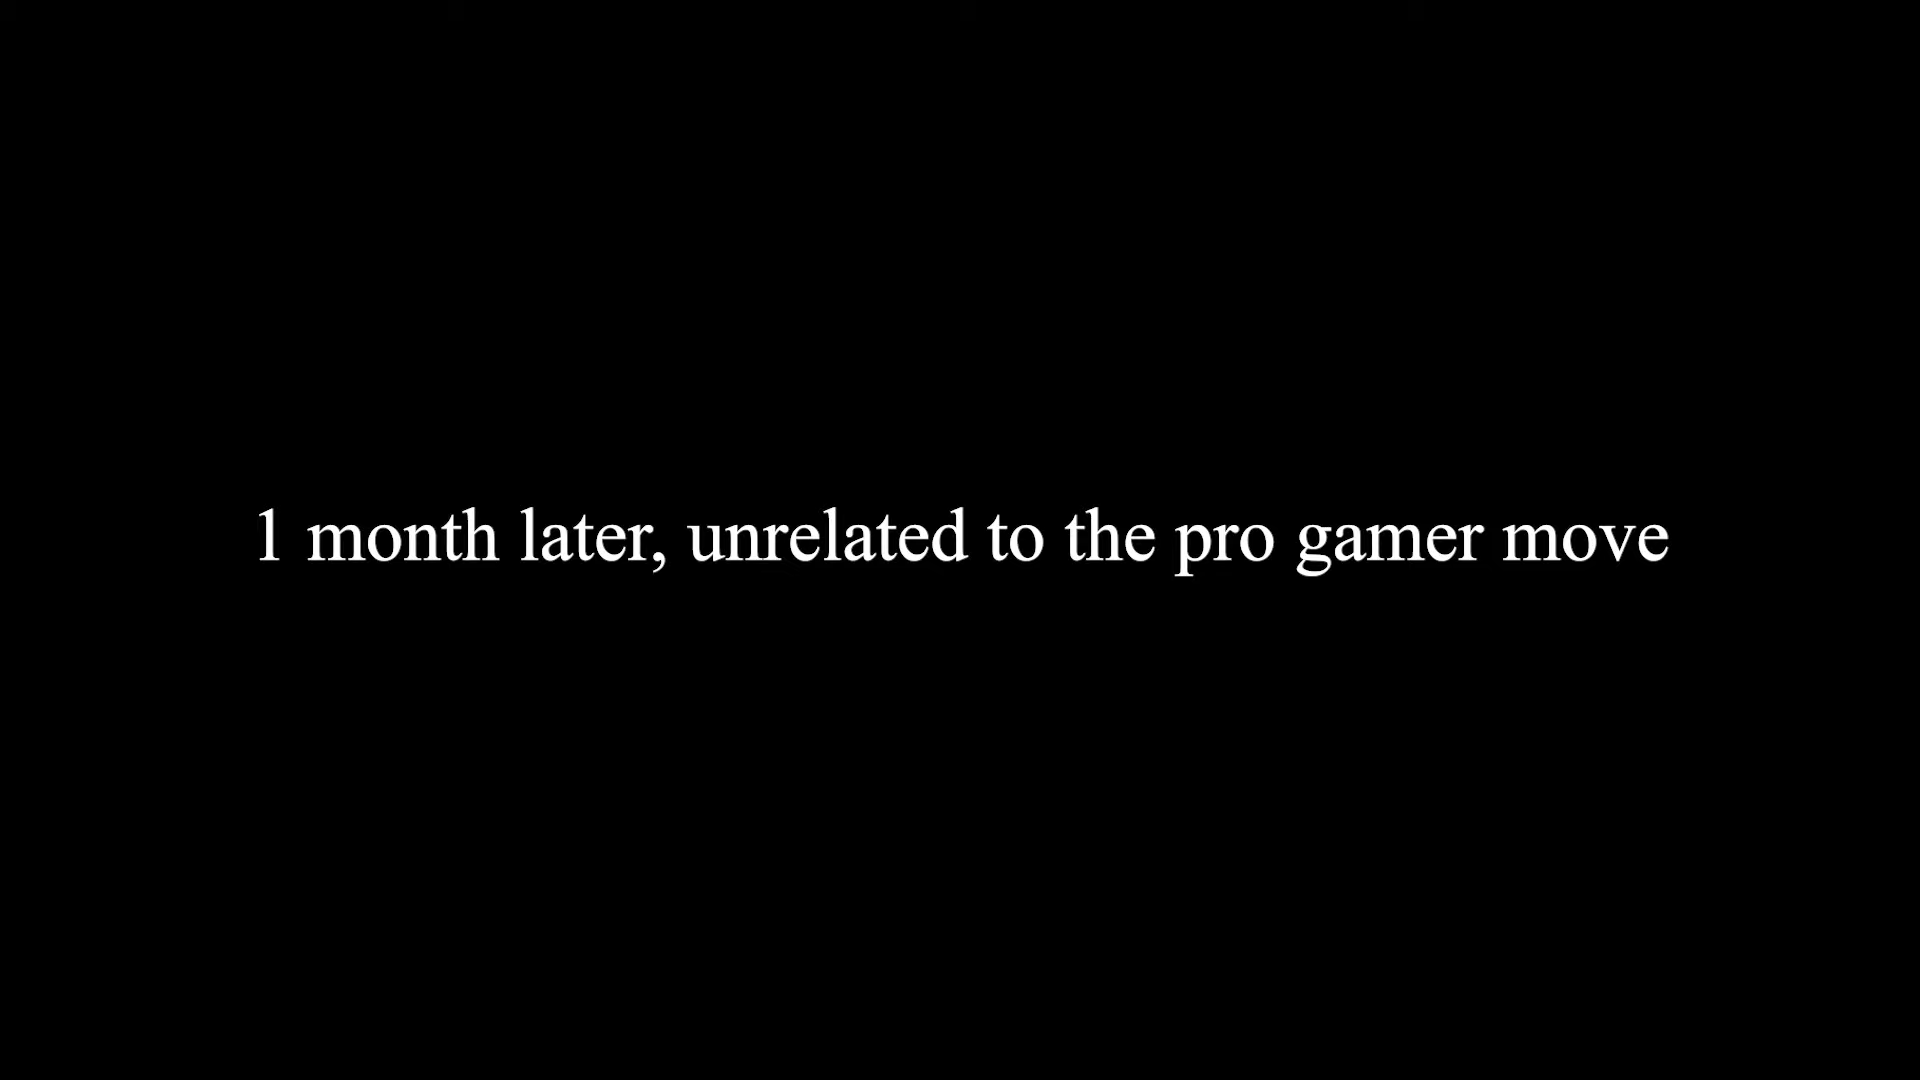 1 month later, unrelated to the pro gamer move